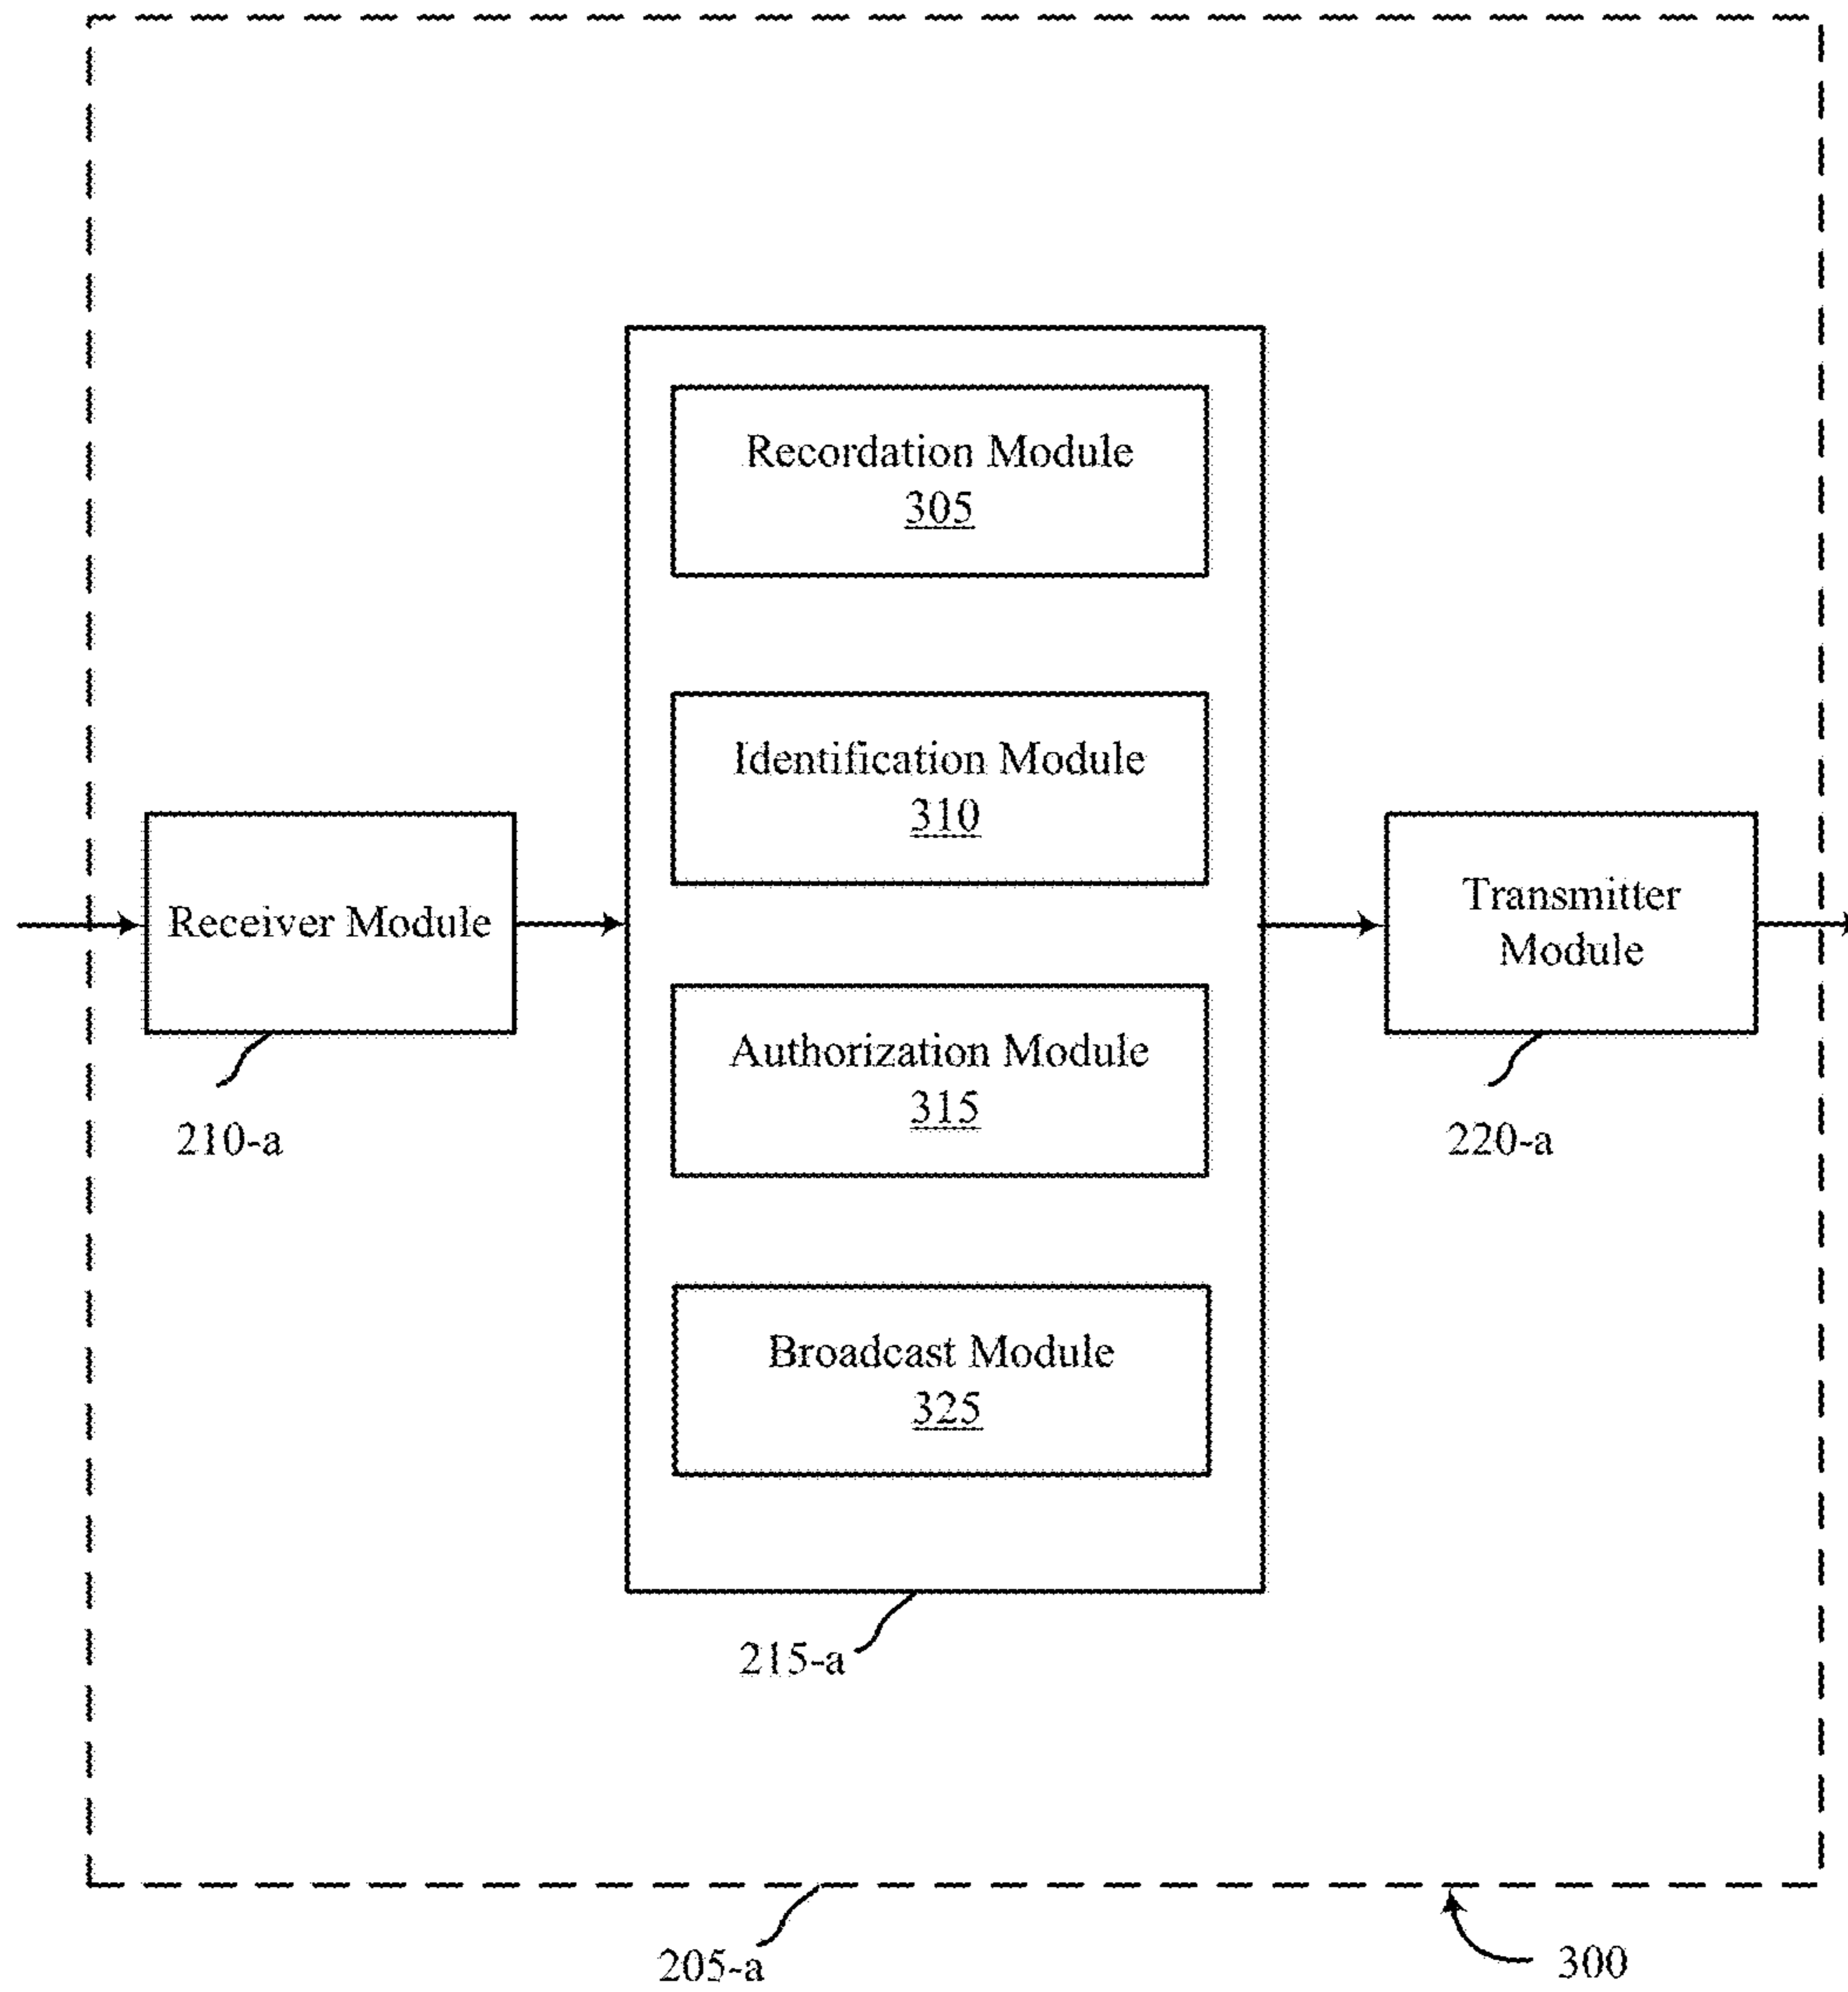 Recordation Module
305
Identification Module
310
Receiver Module
Transmitter
Module
Authorization Module
315
210-a
220-a
Broadcast Module
325
215-a
205-a
300